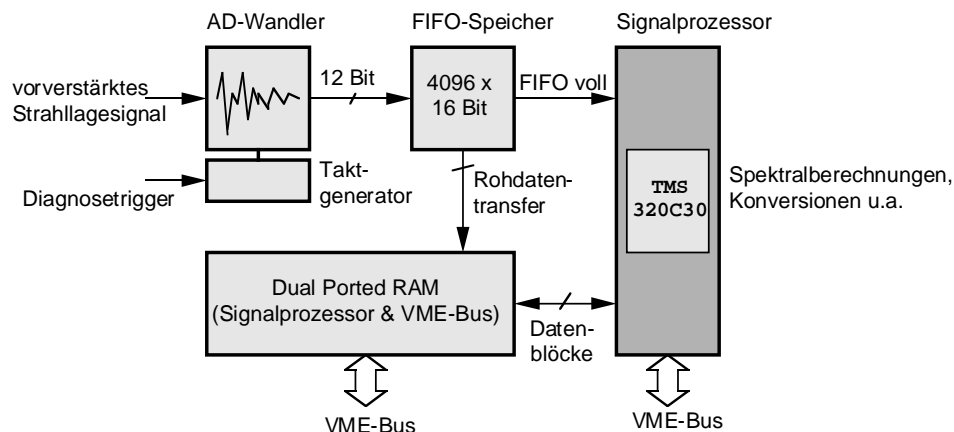 AD-Wandler
FIFO-Speicher
Signalprozessor
vorverstärktes
Strahllagesignal
12 Bit
4096 x
16 Bit
FIFO voll
Diagnosetrigger
Takt-
generator
Rohdaten-
transfer
TMS
320C30
Spektralberechnungen,
Konversionen u.a.
Dual Ported RAM
(Signalprozessor & VME-Bus)
Daten-
blöcke
VME-Bus
VME-Bus